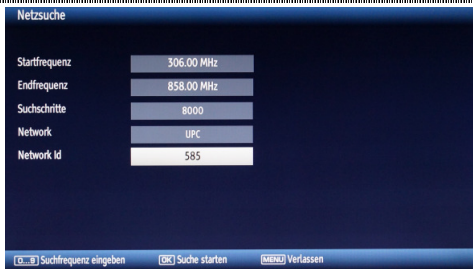 Netzsuche
Startfrequenz 306.00 MHz
Endfrequenz 858.00 MHz
Suchschritte 8000
Network UPC
Network Id 585
0...9 Suchfrequenz eingeben OK Suche starten MENU Verlassen